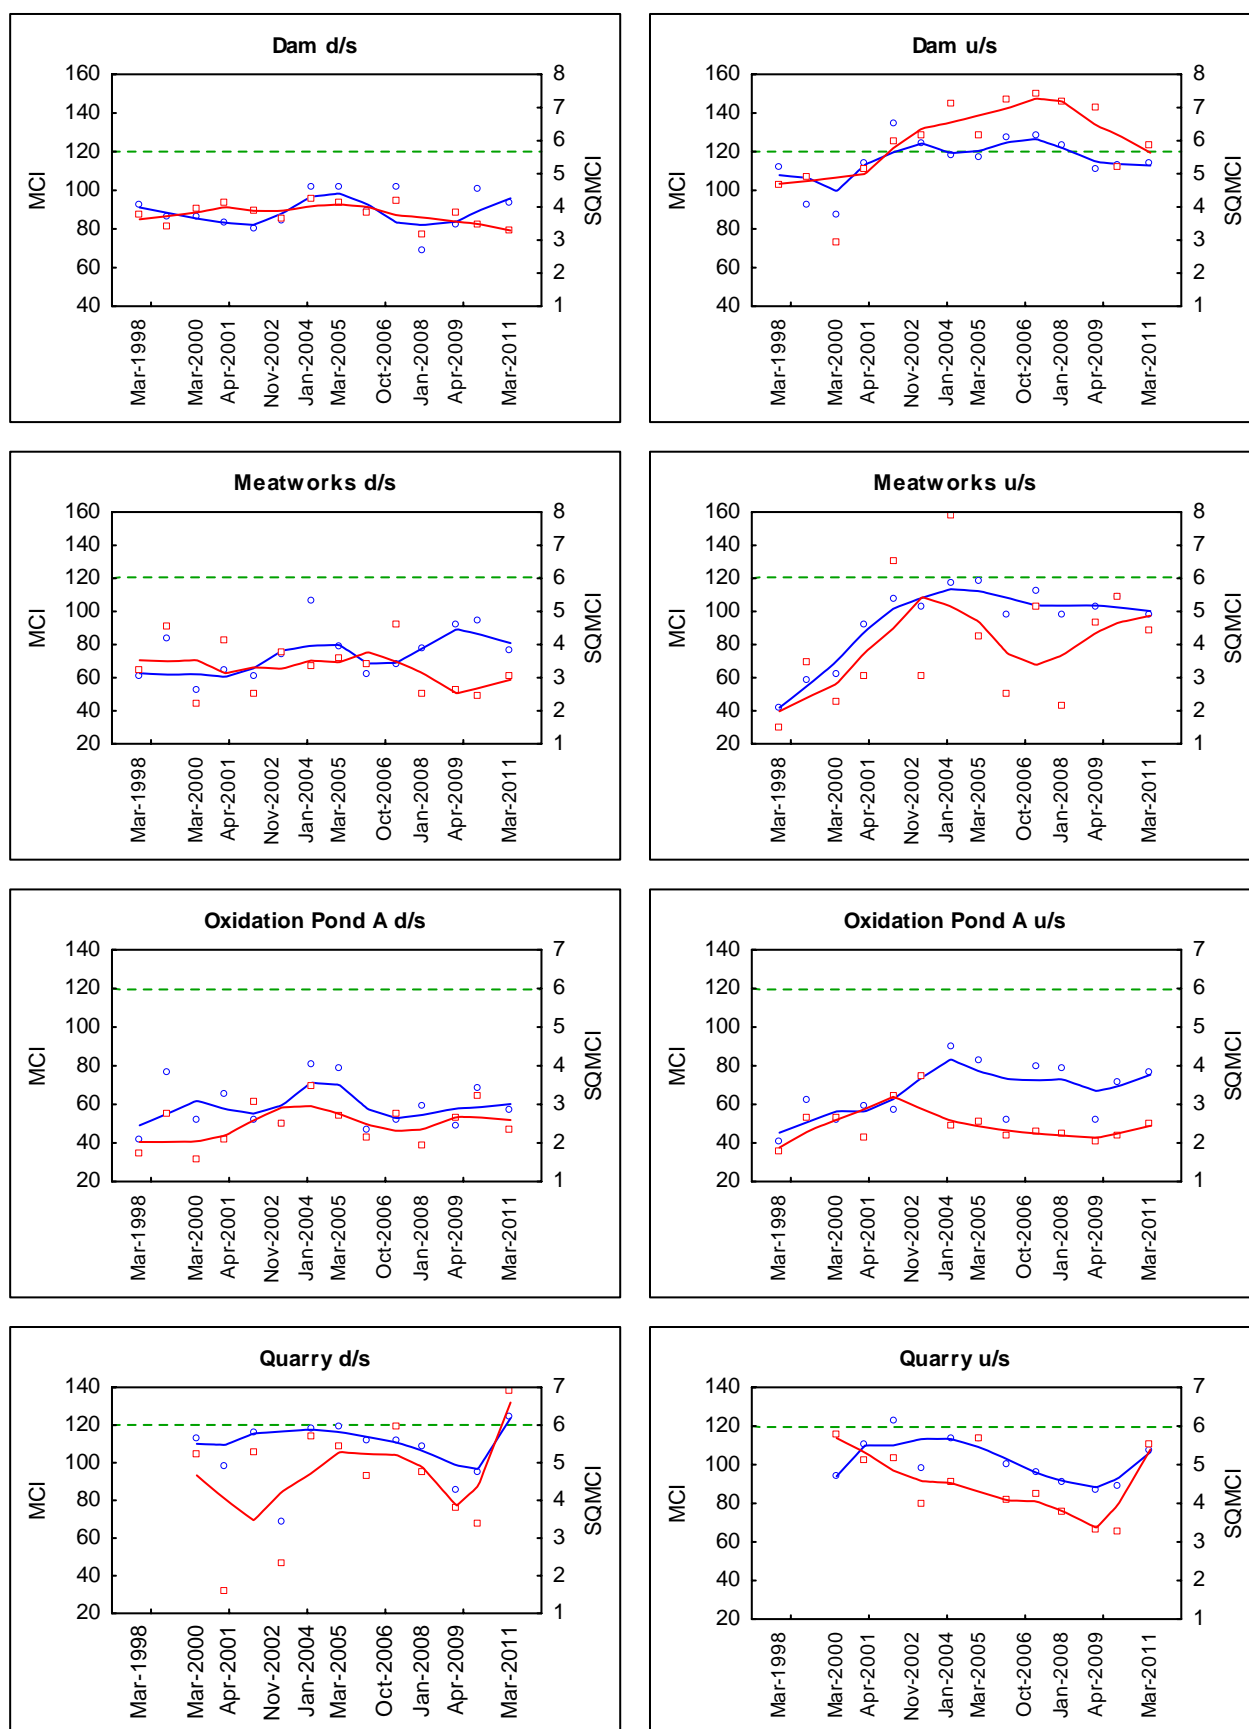 Dam d/s
160
140
120
100
80
60
40
MCI
8
7
6
5
4
3
2
1
SQMCI
Mar-1998
Mar-2000
Apr-2001
Nov-2002
Jan-2004
Mar-2005
Oct-2006
Jan-2008
Apr-2009
Mar-2011
Dam u/s
160
140
120
100
80
60
40
MCI
8
7
6
5
4
3
2
1
SQMCI
Mar-1998
Mar-2000
Apr-2001
Nov-2002
Jan-2004
Mar-2005
Oct-2006
Jan-2008
Apr-2009
Mar-2011
Meatworks d/s
160
140
120
100
80
60
40
20
MCI
8
7
6
5
4
3
2
1
SQMCI
Mar-1998
Mar-2000
Apr-2001
Nov-2002
Jan-2004
Mar-2005
Oct-2006
Jan-2008
Apr-2009
Mar-2011
Meatworks u/s
160
140
120
100
80
60
40
20
MCI
8
7
6
5
4
3
2
1
SQMCI
Mar-1998
Mar-2000
Apr-2001
Nov-2002
Jan-2004
Mar-2005
Oct-2006
Jan-2008
Apr-2009
Mar-2011
Oxidation Pond A d/s
140
120
100
80
60
40
20
MCI
7
6
5
4
3
2
1
SQMCI
Mar-1998
Mar-2000
Apr-2001
Nov-2002
Jan-2004
Mar-2005
Oct-2006
Jan-2008
Apr-2009
Mar-2011
Oxidation Pond A u/s
140
120
100
80
60
40
20
MCI
7
6
5
4
3
2
1
SQMCI
Mar-1998
Mar-2000
Apr-2001
Nov-2002
Jan-2004
Mar-2005
Oct-2006
Jan-2008
Apr-2009
Mar-2011
Quarry d/s
140
120
100
80
60
40
20
MCI
7
6
5
4
3
2
1
SQMCI
Mar-1998
Mar-2000
Apr-2001
Nov-2002
Jan-2004
Mar-2005
Oct-2006
Jan-2008
Apr-2009
Mar-2011
Quarry u/s
140
120
100
80
60
40
20
MCI
7
6
5
4
3
2
1
SQMCI
Mar-1998
Mar-2000
Apr-2001
Nov-2002
Jan-2004
Mar-2005
Oct-2006
Jan-2008
Apr-2009
Mar-2011